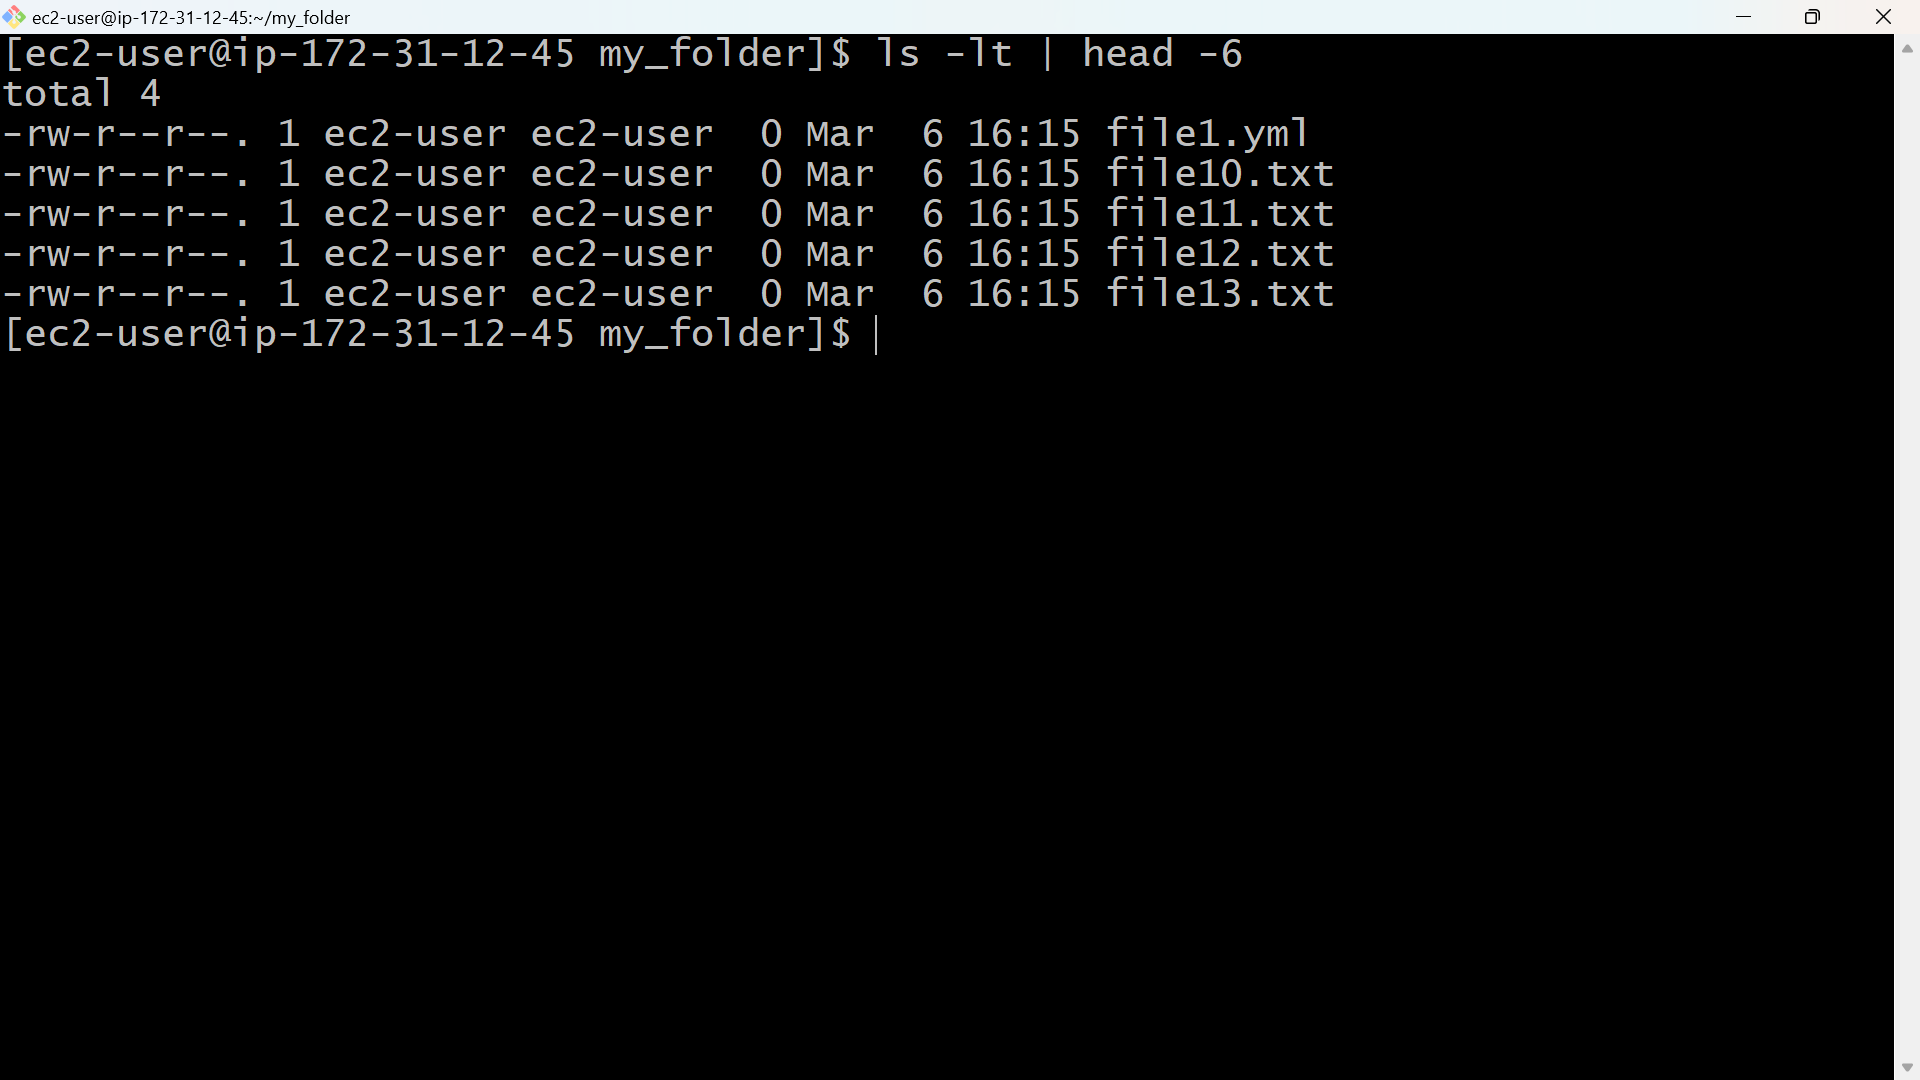 ec2-user@ip-172-31-12-45:~/my_folder
[ec2-user@ip-172-31-12-45 my_folder]$ ls -lt | head -6
total 4
-rw-r--r--. 1 ec2-user ec2-user  0 Mar  6 16:15 file1.yml
-rw-r--r--. 1 ec2-user ec2-user  0 Mar  6 16:15 file10.txt
-rw-r--r--. 1 ec2-user ec2-user  0 Mar  6 16:15 file11.txt
-rw-r--r--. 1 ec2-user ec2-user  0 Mar  6 16:15 file12.txt
-rw-r--r--. 1 ec2-user ec2-user  0 Mar  6 16:15 file13.txt
[ec2-user@ip-172-31-12-45 my_folder]$